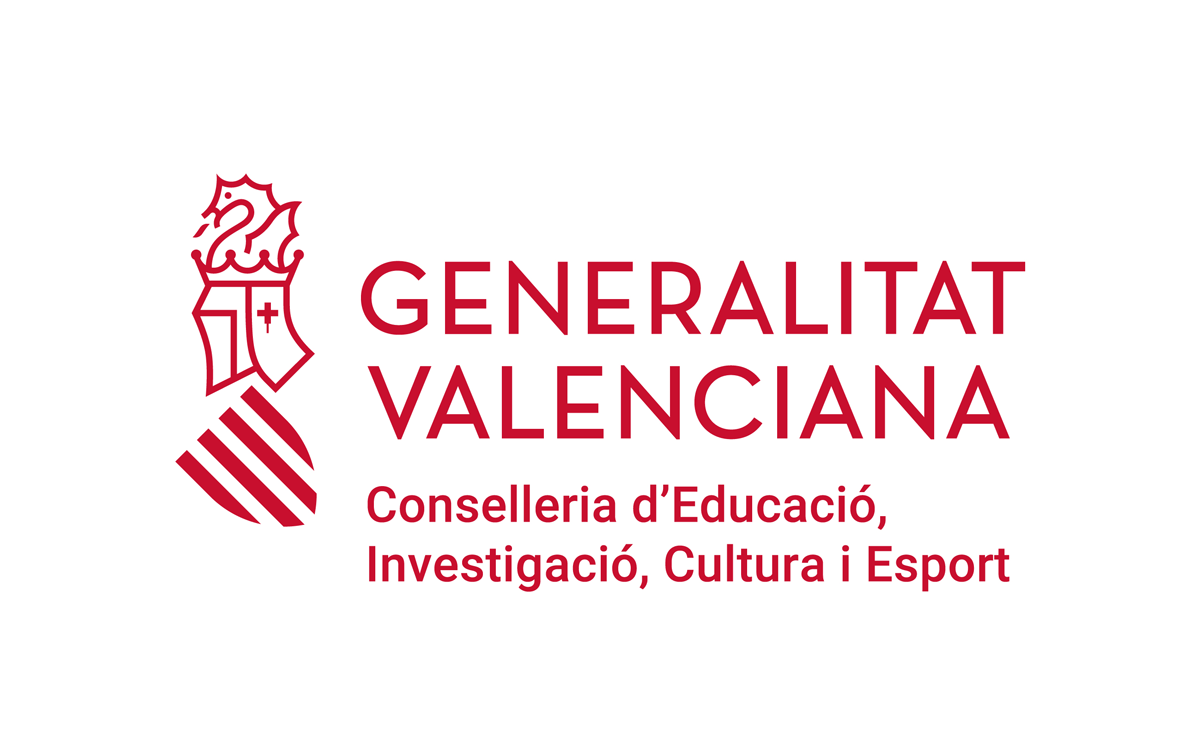 GENERALITAT
VALENCIANA
Conselleria d’Educació,
Investigació, Cultura i Esport